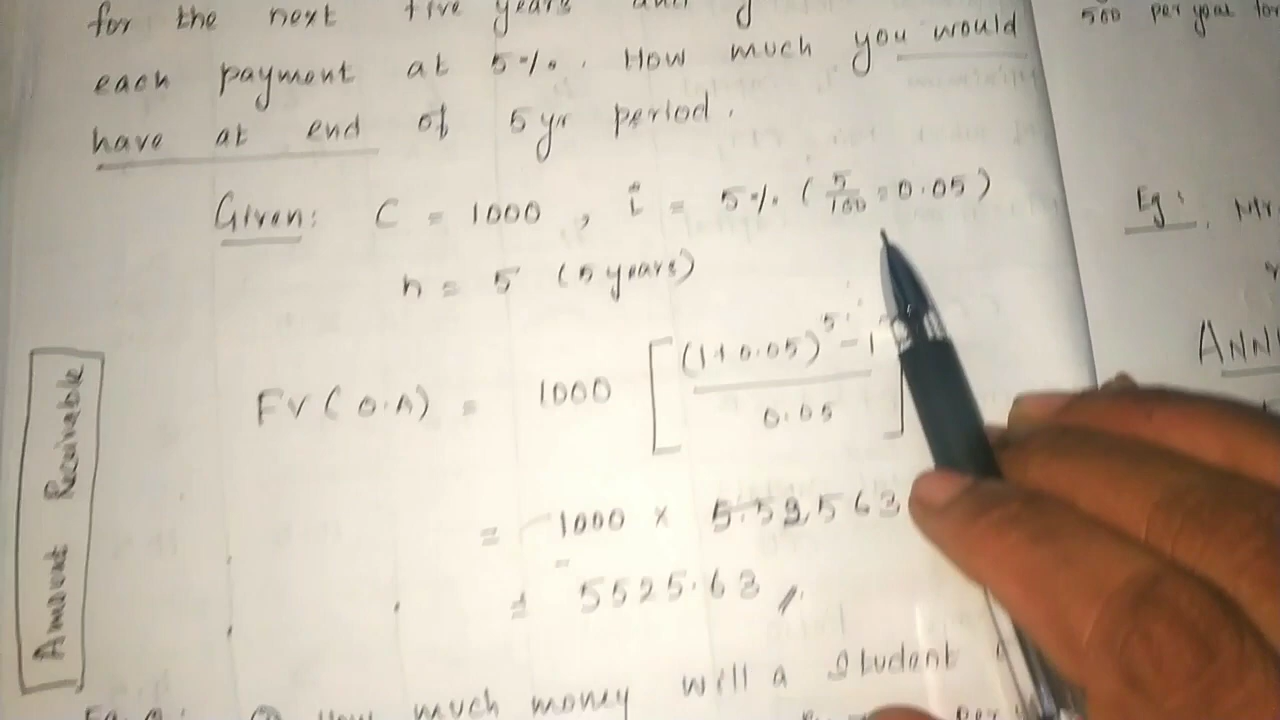 for the next five years
each payment at 5%. How much you would
have at end of 5 yr period.
Given: C = 1000, i = 5% (5/100 = 0.05)
n = 5 (5 years)
FV (O.A) = 1000 [(1+0.05)^5 - 1 / 0.05]
= 1000 × 5.52563
= 5525.63
Amount Receivable
How much money will a student
500 per year for
Eg: Mr.
ANN